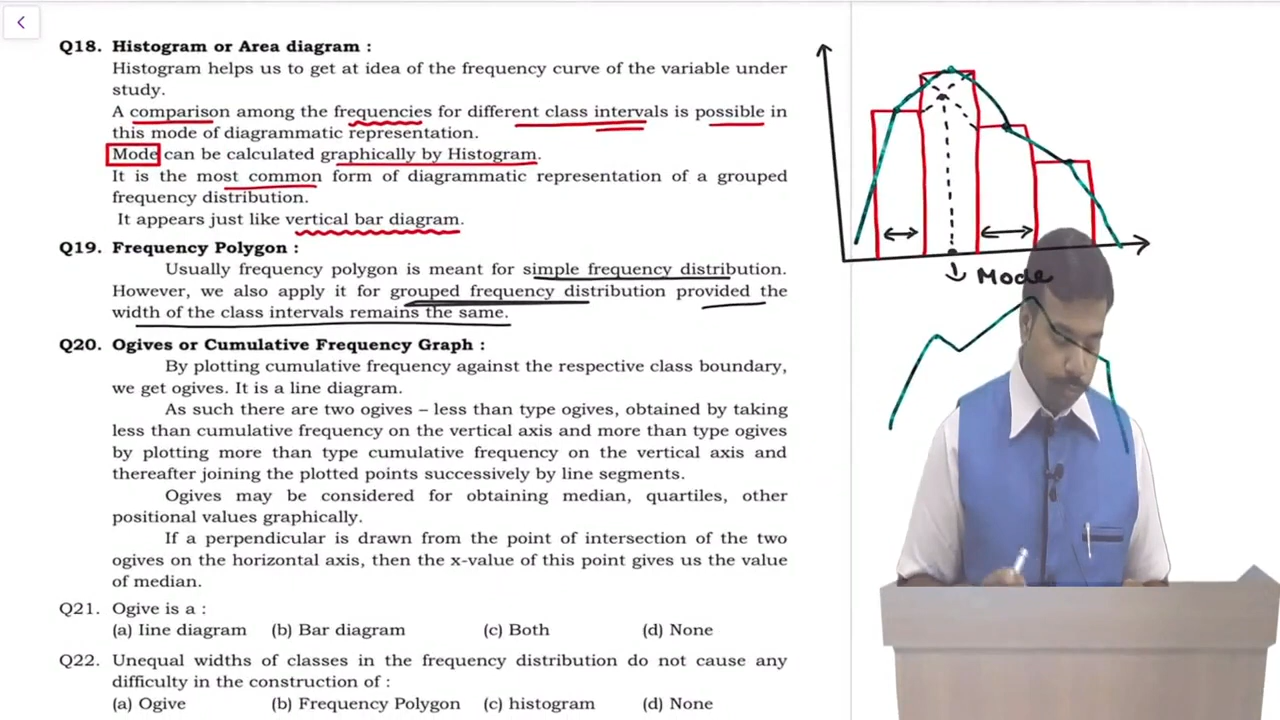 Q18. Histogram or Area diagram :
Histogram helps us to get at idea of the frequency curve of the variable under
study.
A comparison among the frequencies for different class intervals is possible in
this mode of diagrammatic representation.
Mode can be calculated graphically by Histogram.
It is the most common form of diagrammatic representation of a grouped
frequency distribution.
It appears just like vertical bar diagram.
Q19. Frequency Polygon :
Usually frequency polygon is meant for simple frequency distribution.
However, we also apply it for grouped frequency distribution provided the
width of the class intervals remains the same.
Q20. Ogives or Cumulative Frequency Graph :
By plotting cumulative frequency against the respective class boundary,
we get ogives. It is a line diagram.
As such there are two ogives – less than type ogives, obtained by taking
less than cumulative frequency on the vertical axis and more than type ogives
by plotting more than type cumulative frequency on the vertical axis and
thereafter joining the plotted points successively by line segments.
Ogives may be considered for obtaining median, quartiles, other
positional values graphically.
If a perpendicular is drawn from the point of intersection of the two
ogives on the horizontal axis, then the x-value of this point gives us the value
of median.
Q21. Ogive is a :
(a) Iine diagram (b) Bar diagram (c) Both (d) None
Q22. Unequal widths of classes in the frequency distribution do not cause any
difficulty in the construction of :
(a) Ogive (b) Frequency Polygon (c) histogram (d) None
Mode